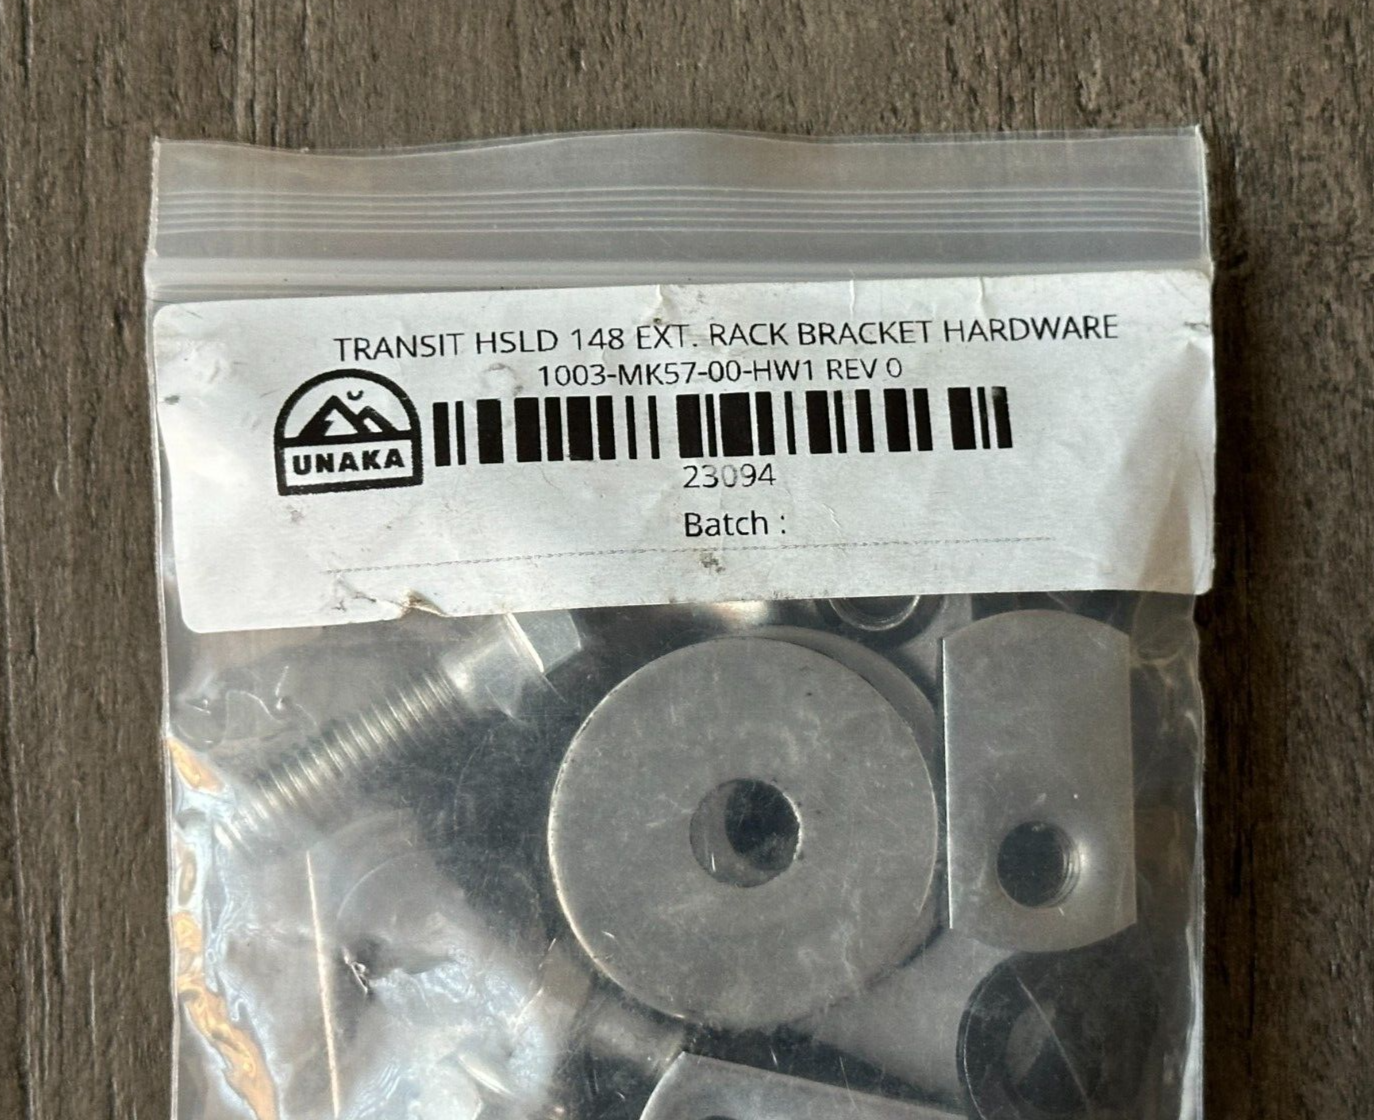 TRANSIT HSLD 148 EXT. RACK BRACKET HARDWARE
1003-MK57-00-HW1 REV 0
UNAKA
23094
Batch :